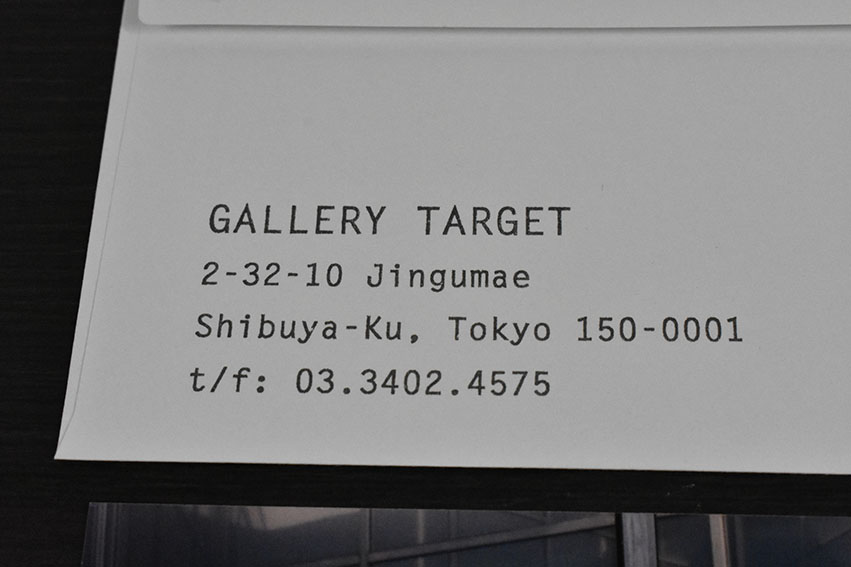 GALLERY TARGET
2-32-10 Jingumae
Shibuya-Ku, Tokyo 150-0001
t/f: 03.3402.4575